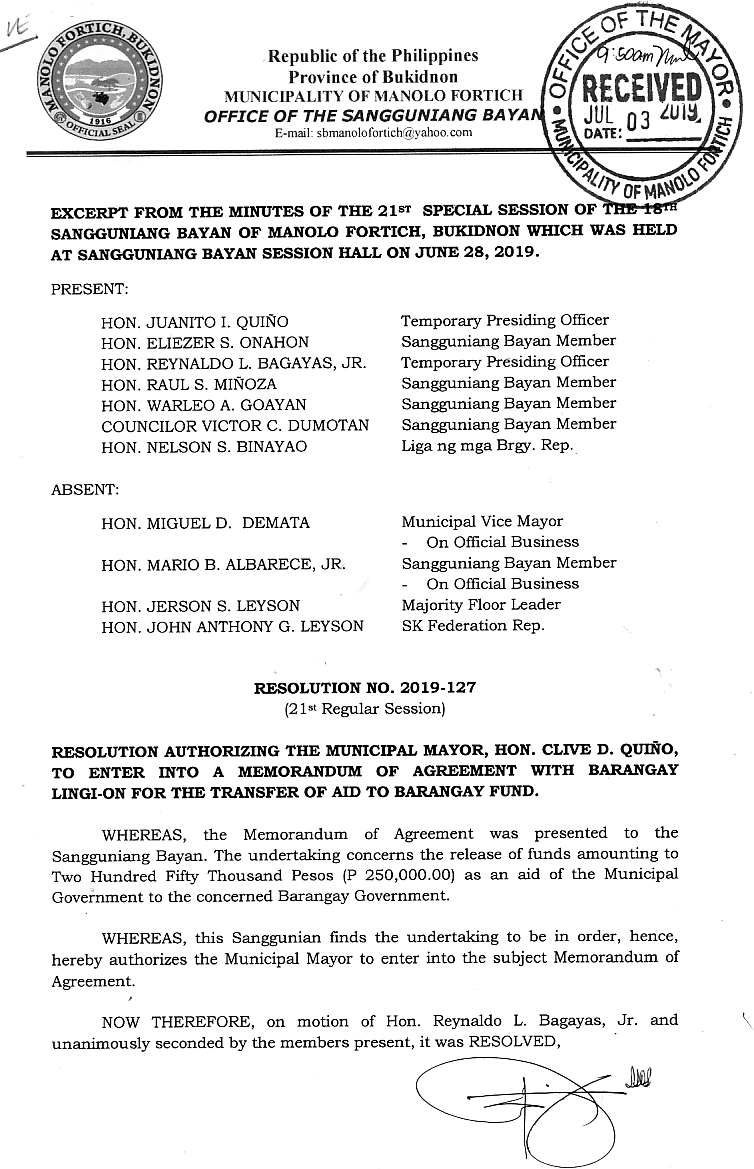 Republic of the Philippines
Province of Bukidnon
MUNICIPALITY OF MANOLO FORTICH
OFFICE OF THE SANGGUNIANG BAYAN
E-mail: sbmanolofortich@yahoo.com
MANOLO FORTICH, BUKIDNON
1916
OFFICIAL SEAL
OFFICE OF THE MAYOR
9:50am
RECEIVED
JUL 03 2019
DATE:
MUNICIPALITY OF MANOLO FORTICH
EXCERPT FROM THE MINUTES OF THE 21ST SPECIAL SESSION OF THE 18TH
SANGGUNIANG BAYAN OF MANOLO FORTICH, BUKIDNON WHICH WAS HELD
AT SANGGUNIANG BAYAN SESSION HALL ON JUNE 28, 2019.
PRESENT:
HON. JUANITO I. QUIÑO Temporary Presiding Officer
HON. ELIEZER S. ONAHON Sangguniang Bayan Member
HON. REYNALDO L. BAGAYAS, JR. Temporary Presiding Officer
HON. RAUL S. MIÑOZA Sangguniang Bayan Member
HON. WARLEO A. GOAYAN Sangguniang Bayan Member
COUNCILOR VICTOR C. DUMOTAN Sangguniang Bayan Member
HON. NELSON S. BINAYAO Liga ng mga Brgy. Rep.
ABSENT:
HON. MIGUEL D. DEMATA Municipal Vice Mayor
- On Official Business
HON. MARIO B. ALBARECE, JR. Sangguniang Bayan Member
- On Official Business
HON. JERSON S. LEYSON Majority Floor Leader
HON. JOHN ANTHONY G. LEYSON SK Federation Rep.
RESOLUTION NO. 2019-127
(21st Regular Session)
RESOLUTION AUTHORIZING THE MUNICIPAL MAYOR, HON. CLIVE D. QUIÑO,
TO ENTER INTO A MEMORANDUM OF AGREEMENT WITH BARANGAY
LINGI-ON FOR THE TRANSFER OF AID TO BARANGAY FUND.
WHEREAS, the Memorandum of Agreement was presented to the
Sangguniang Bayan. The undertaking concerns the release of funds amounting to
Two Hundred Fifty Thousand Pesos (P 250,000.00) as an aid of the Municipal
Government to the concerned Barangay Government.
WHEREAS, this Sanggunian finds the undertaking to be in order, hence,
hereby authorizes the Municipal Mayor to enter into the subject Memorandum of
Agreement.
NOW THEREFORE, on motion of Hon. Reynaldo L. Bagayas, Jr. and
unanimously seconded by the members present, it was RESOLVED,